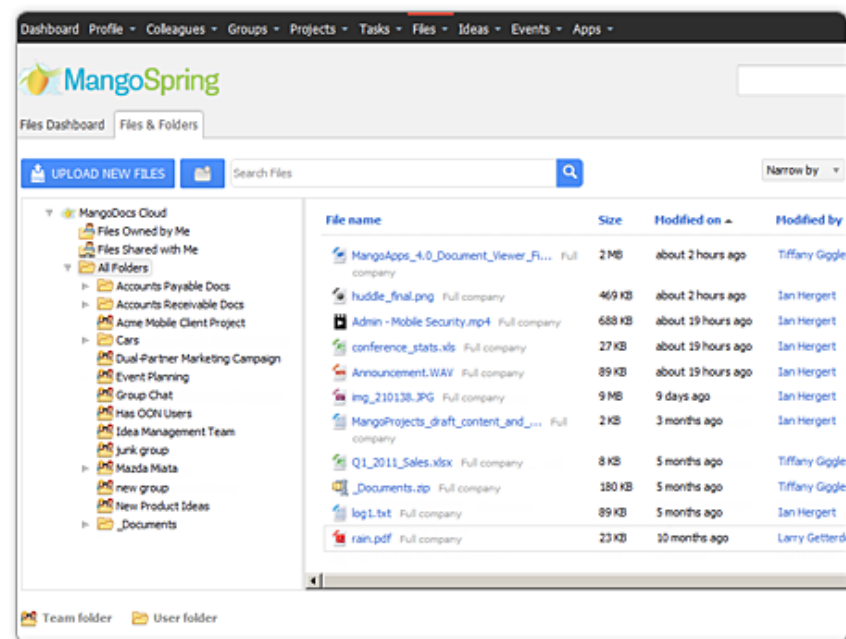 Dashboard Profile Colleagues Groups Projects Tasks Files Ideas Events Apps
MangoSpring
Files Dashboard Files & Folders
UPLOAD NEW FILES Search Files Narrow by
MangoDocs Cloud
Files Owned by Me
Files Shared with Me
All Folders
Accounts Payable Docs
Accounts Receivable Docs
Acme Mobile Client Project
Cars
Dual-Partner Marketing Campaign
Event Planning
Group Chat
Has OON Users
Idea Management Team
junk group
Mazda Miata
new group
New Product Ideas
_Documents
File name Size Modified on Modified by
MangoApps_4.0_Document_Viewer_Fi... Full 2 MB about 2 hours ago Tiffany Giggle
company
huddle_final.png Full company 469 KB about 2 hours ago Ian Hergert
Admin - Mobile Security.mp4 Full company 688 KB about 19 hours ago Ian Hergert
conference_stats.xls Full company 27 KB about 19 hours ago Ian Hergert
Announcement.WAV Full company 89 KB about 19 hours ago Ian Hergert
img_210138.JPG Full company 9 MB 9 days ago Ian Hergert
MangoProjects_draft_content_and_... Full 2 KB 3 months ago Ian Hergert
company
Q1_2011_Sales.xlsx Full company 8 KB 5 months ago Tiffany Giggle
_Documents.zip Full company 180 KB 5 months ago Tiffany Giggle
log1.txt Full company 89 KB 5 months ago Ian Hergert
rain.pdf Full company 23 KB 10 months ago Larry Getterd
Team folder User folder